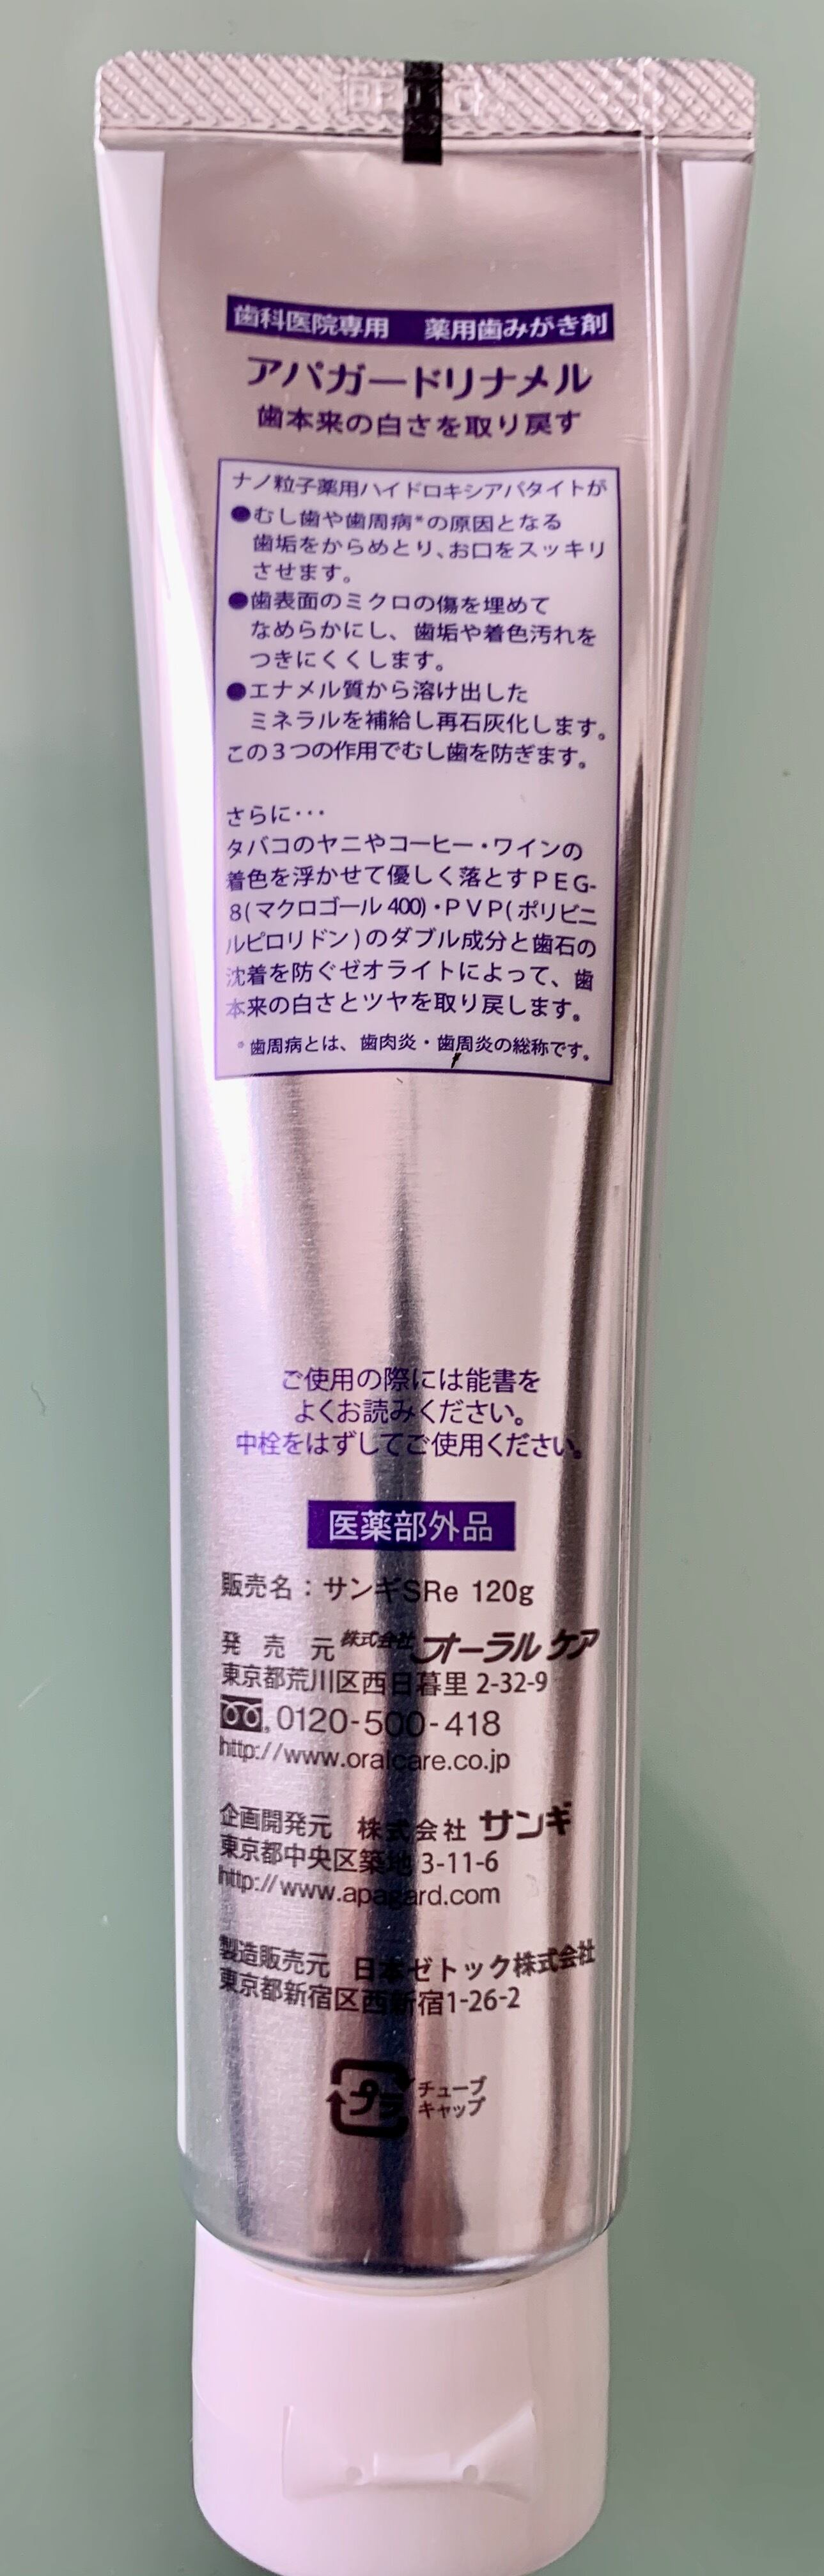 歯科医院専用　薬用歯みがき剤
アパガードリナメル
歯本来の白さを取り戻す
ナノ粒子薬用ハイドロキシアパタイトが
●むし歯や歯周病*の原因となる
歯垢をからめとり、お口をスッキリ
させます。
●歯表面のミクロの傷を埋めて
なめらかにし、歯垢や着色汚れを
つきにくくします。
●エナメル質から溶け出した
ミネラルを補給し再石灰化します。
この3つの作用でむし歯を防ぎます。
さらに・・・
タバコのヤニやコーヒー・ワインの
着色を浮かせて優しく落とすPEG-
8(マクロゴール400)・PVP(ポリビニ
ルピロリドン)のダブル成分と歯石の
沈着を防ぐゼオライトによって、歯
本来の白さとツヤを取り戻します。
*歯周病とは、歯肉炎・歯周炎の総称です。
ご使用の際には能書を
よくお読みください。
中栓をはずしてご使用ください。
医薬部外品
販売名：サンギSRe 120g
発売元 株式会社オーラルケア
東京都荒川区西日暮里2-32-9
0120-500-418
http://www.oralcare.co.jp
企画開発元　株式会社サンギ
東京都中央区築地3-11-6
http://www.apagard.com
製造販売元　日本ゼトック株式会社
東京都新宿区西新宿1-26-2
プラ チューブ
キャップ